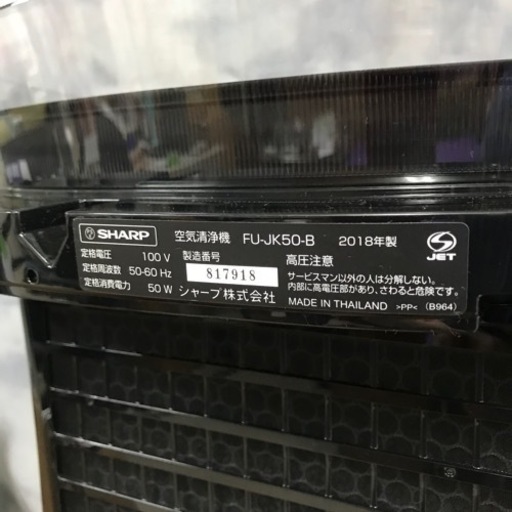 SHARP 空気清浄機 FU-JK50-B 2018年製
定格電圧 100 V 製造番号 高圧注意
定格周波数 50-60 Hz 817918 サービスマン以外の人は分解しない。
内部に高電圧部があり、さわると危険です。
定格消費電力 50 W シャープ株式会社 MADE IN THAILAND >PP< (B964)
JET